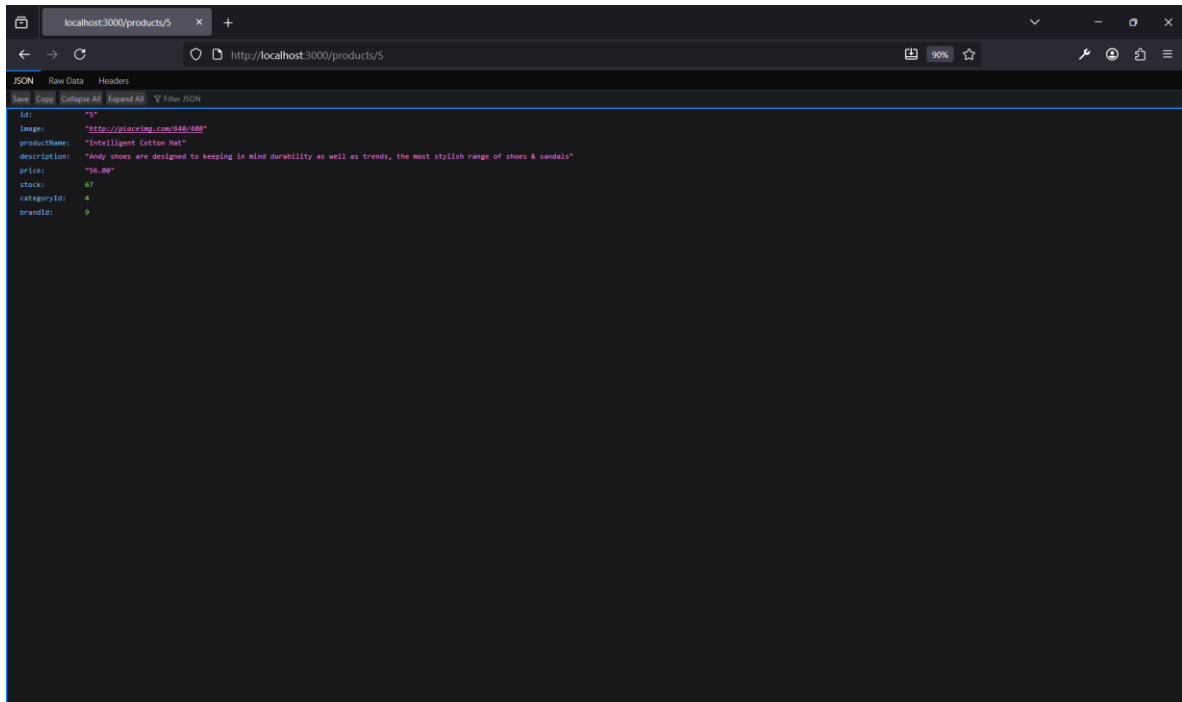 localhost:3000/products/5
http://localhost:3000/products/5
90%
JSON Raw Data Headers
Save Copy Collapse All Expand All Filter JSON
id: "5"
image: "http://placeimg.com/640/480"
productName: "Intelligent Cotton Hat"
description: "Andy shoes are designed to keeping in mind durability as well as trends, the most stylish range of shoes & sandals"
price: "56.00"
stock: 67
categoryId: 4
brandId: 9